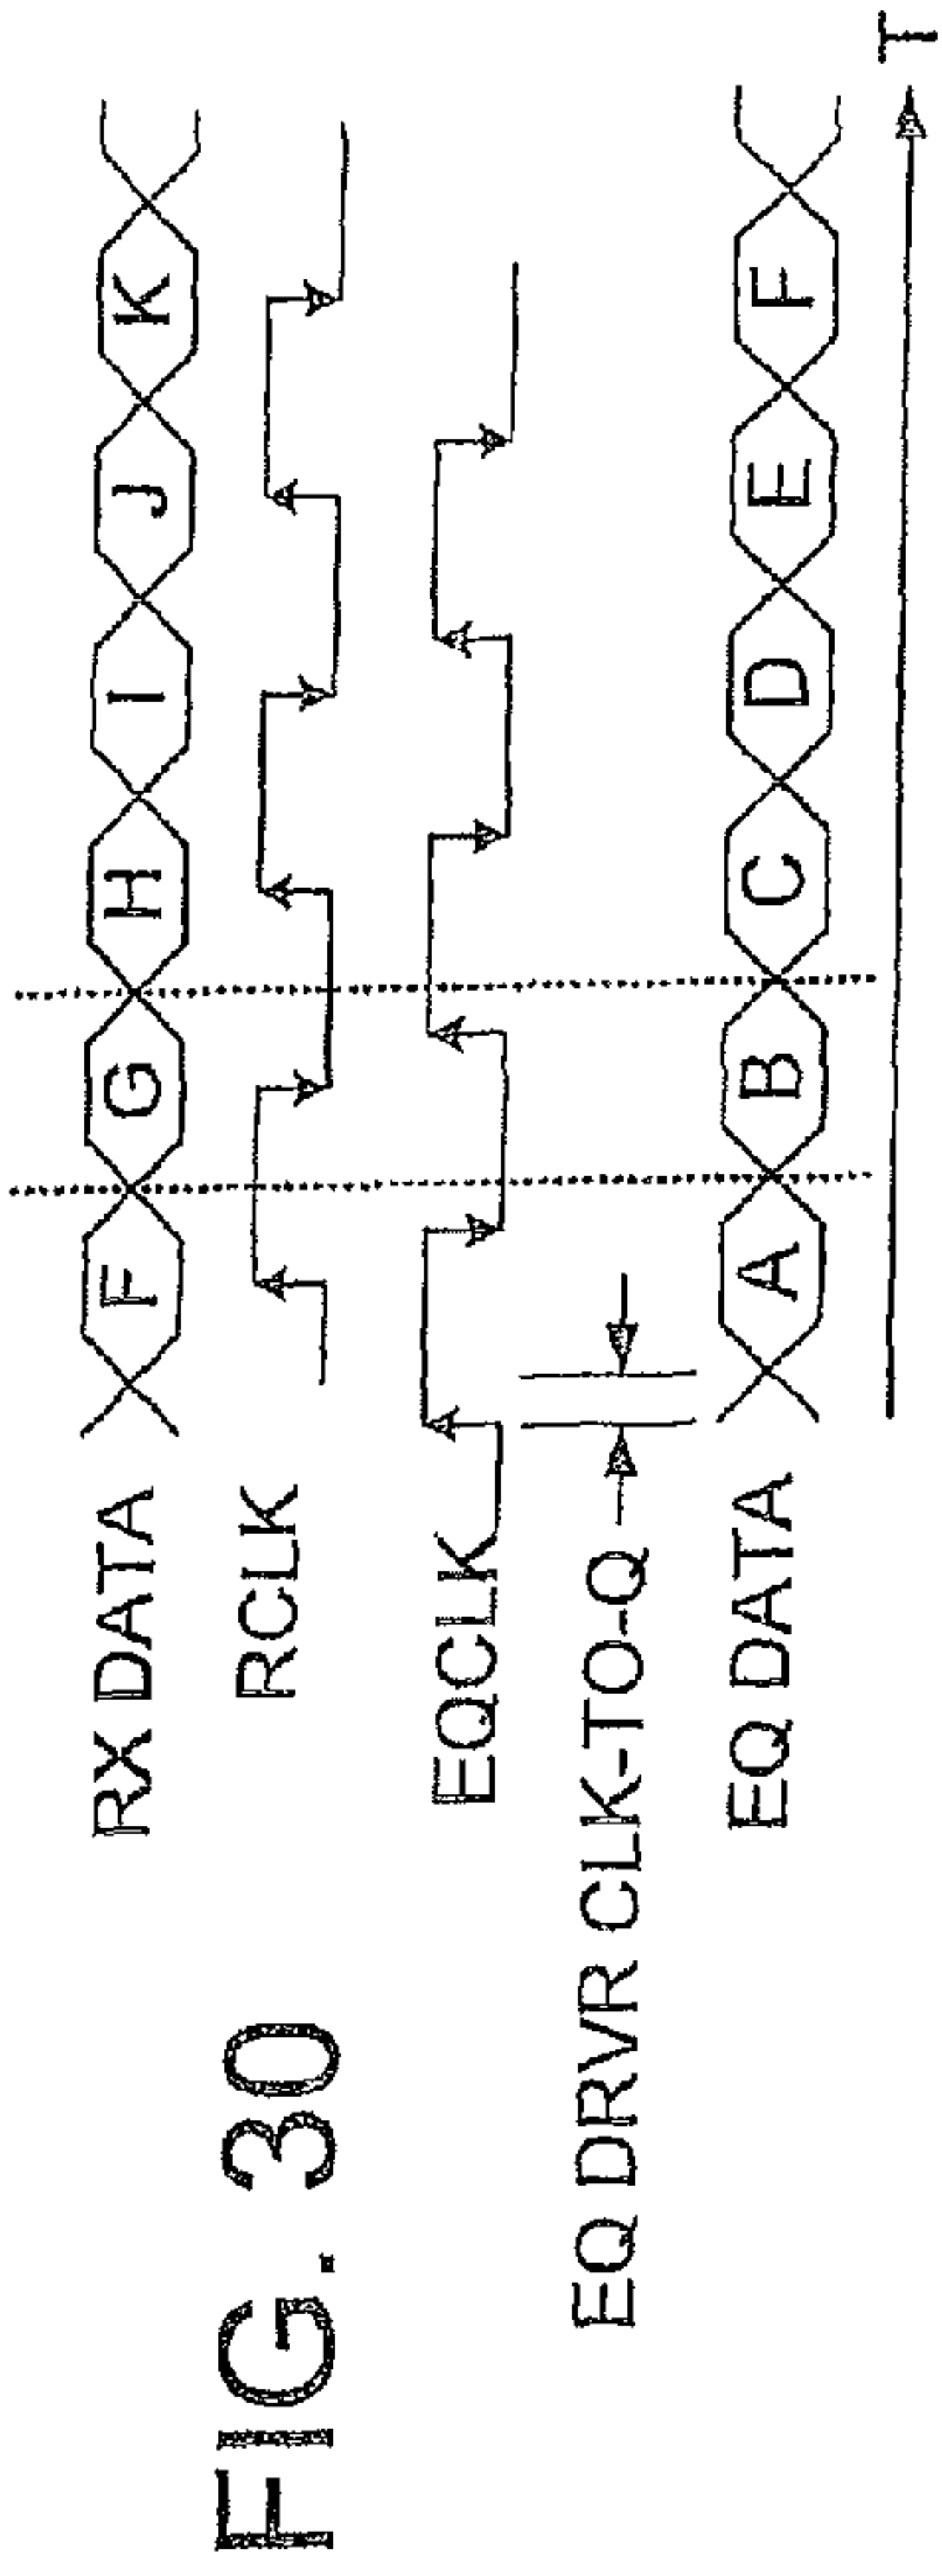 RX DATA F G H I J K
RCLK
EQCLK
EQ DRVR CLK-TO-Q
EQ DATA A B C D E F
T
FIG. 30